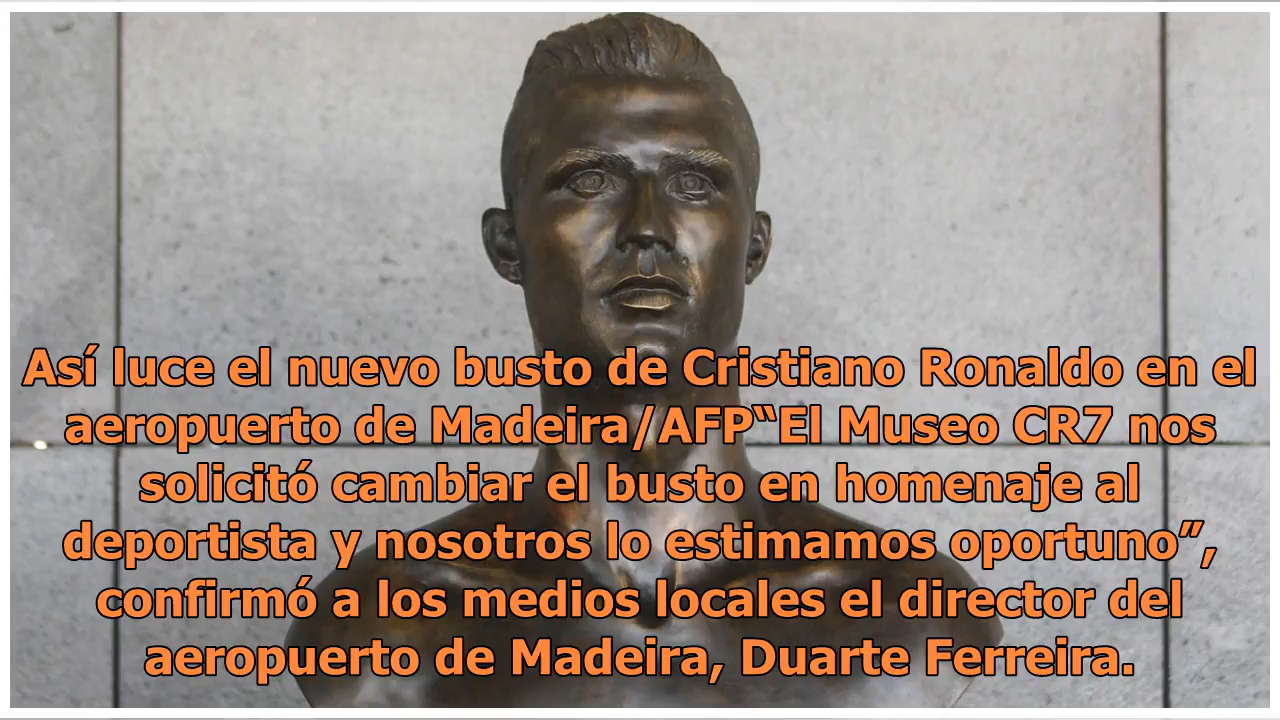 Así luce el nuevo busto de Cristiano Ronaldo en el
aeropuerto de Madeira/AFP“El Museo CR7 nos
solicitó cambiar el busto en homenaje al
deportista y nosotros lo estimamos oportuno”,
confirmó a los medios locales el director del
aeropuerto de Madeira, Duarte Ferreira.